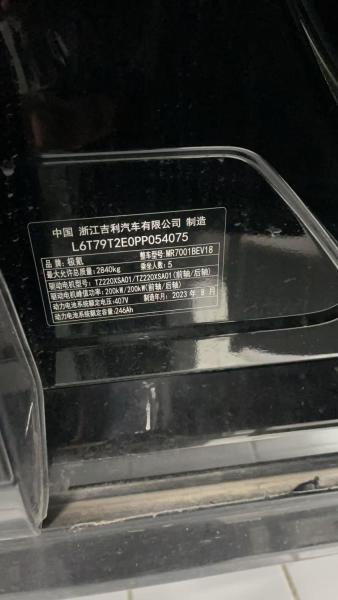 中国 浙江吉利汽车有限公司 制造
L6T79T2E0PP054075
品牌:极氪 整车型号:MR7001BEV18
最大允许总质量:2840kg 乘坐人数:5
驱动电机型号:TZ220XSA01/TZ220XSA01(前轴/后轴)
驱动电机峰值功率:200kW/200kW(前轴/后轴)
动力电池系统额定电压:407V 制造年月:2023 年 8 月
动力电池系统额定容量:246Ah